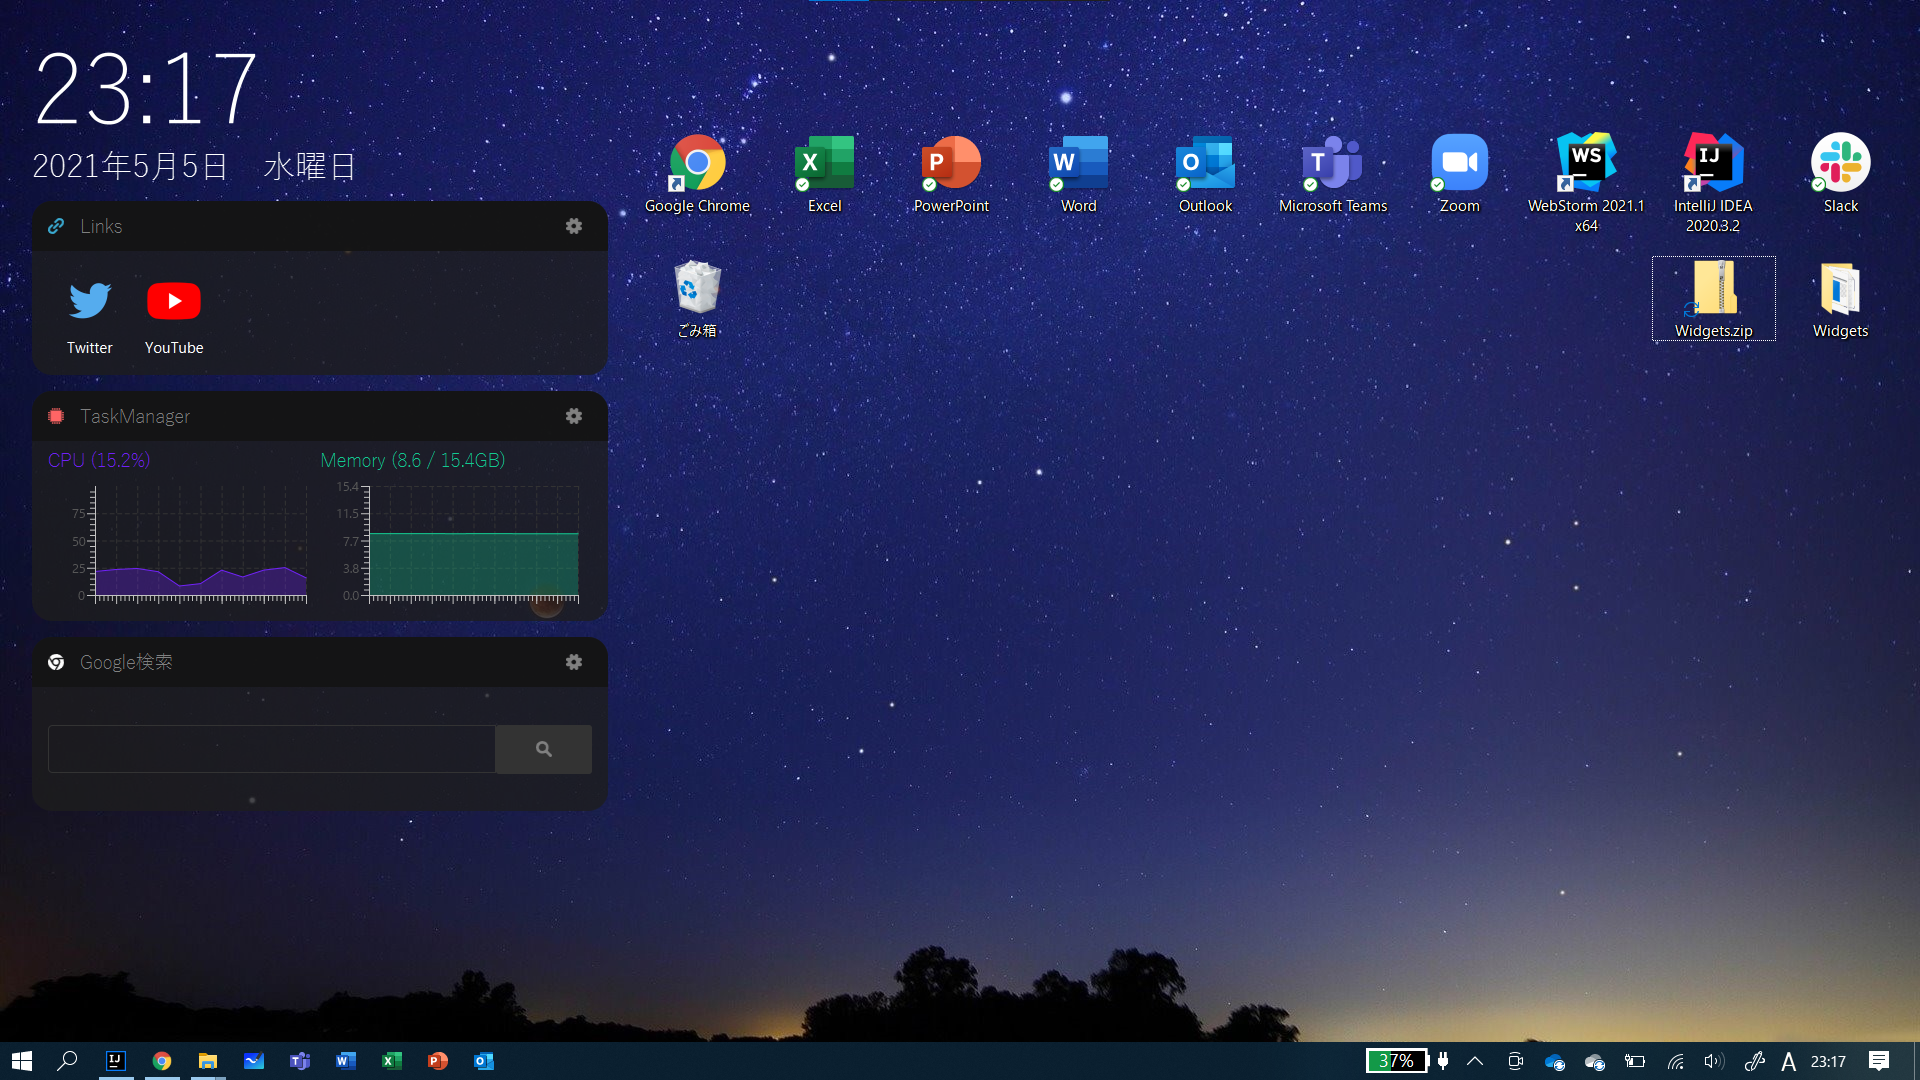 23:17
2021年5月5日　水曜日
Links
Twitter
YouTube
TaskManager
CPU (15.2%)
75
50
25
0
Memory (8.6 / 15.4GB)
15.4
11.5
7.7
3.8
0.0
Google検索
Google Chrome
X
Excel
P
PowerPoint
W
Word
O
Outlook
T
Microsoft Teams
Zoom
WS
WebStorm 2021.1
x64
IJ
IntelliJ IDEA
2020.3.2
Slack
ごみ箱
Widgets.zip
Widgets
IJ
T
W
X
P
O
37%
A
23:17